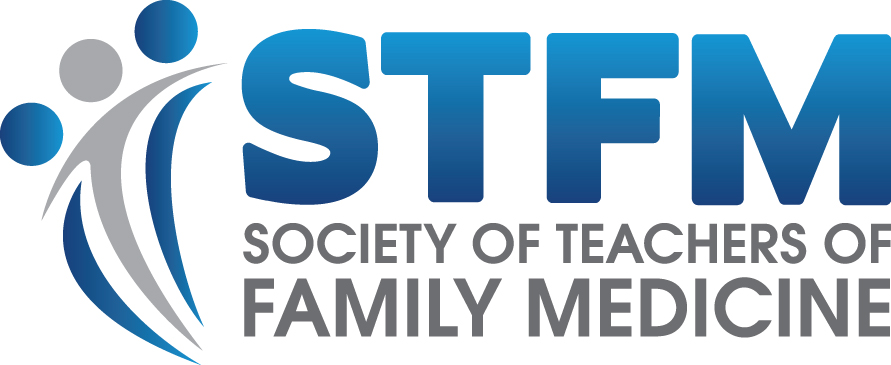 STFM
SOCIETY OF TEACHERS OF
FAMILY MEDICINE